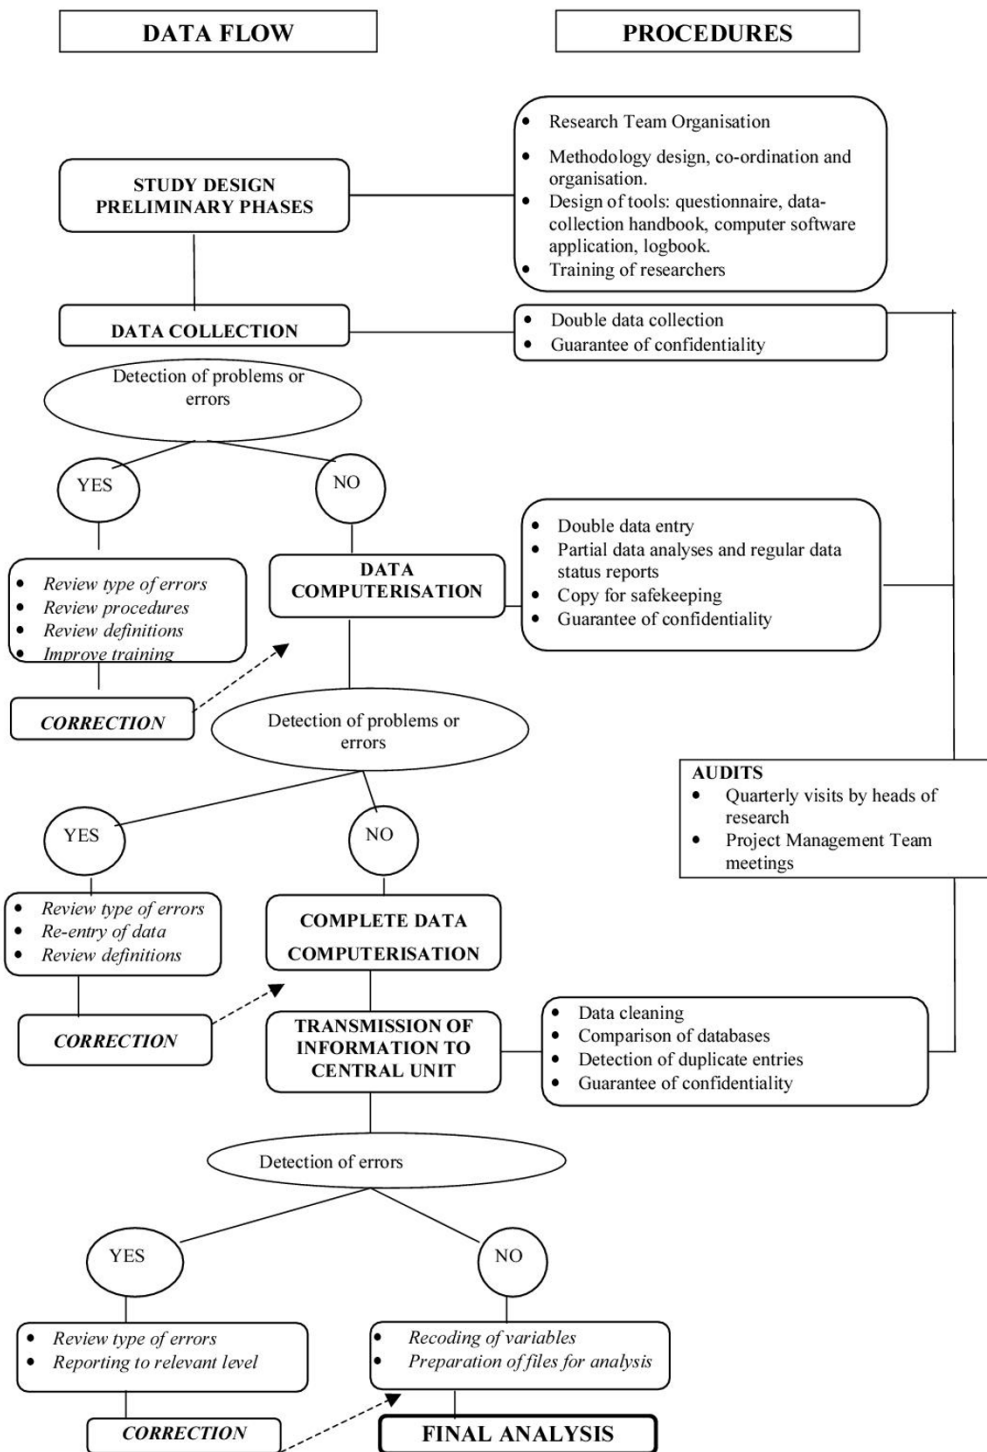 DATA FLOW
PROCEDURES
• Research Team Organisation
• Methodology design, co-ordination and
organisation.
• Design of tools: questionnaire, data-
collection handbook, computer software
application, logbook.
• Training of researchers
STUDY DESIGN
PRELIMINARY PHASES
DATA COLLECTION
• Double data collection
• Guarantee of confidentiality
Detection of problems or
errors
YES
NO
• Double data entry
• Partial data analyses and regular data
status reports
• Copy for safekeeping
• Guarantee of confidentiality
DATA
COMPUTERISATION
• Review type of errors
• Review procedures
• Review definitions
• Improve training
CORRECTION
Detection of problems or
errors
AUDITS
• Quarterly visits by heads of
research
• Project Management Team
meetings
YES
NO
• Review type of errors
• Re-entry of data
• Review definitions
COMPLETE DATA
COMPUTERISATION
CORRECTION
TRANSMISSION OF
INFORMATION TO
CENTRAL UNIT
• Data cleaning
• Comparison of databases
• Detection of duplicate entries
• Guarantee of confidentiality
Detection of errors
YES
NO
• Review type of errors
• Reporting to relevant level
• Recoding of variables
• Preparation of files for analysis
CORRECTION
FINAL ANALYSIS